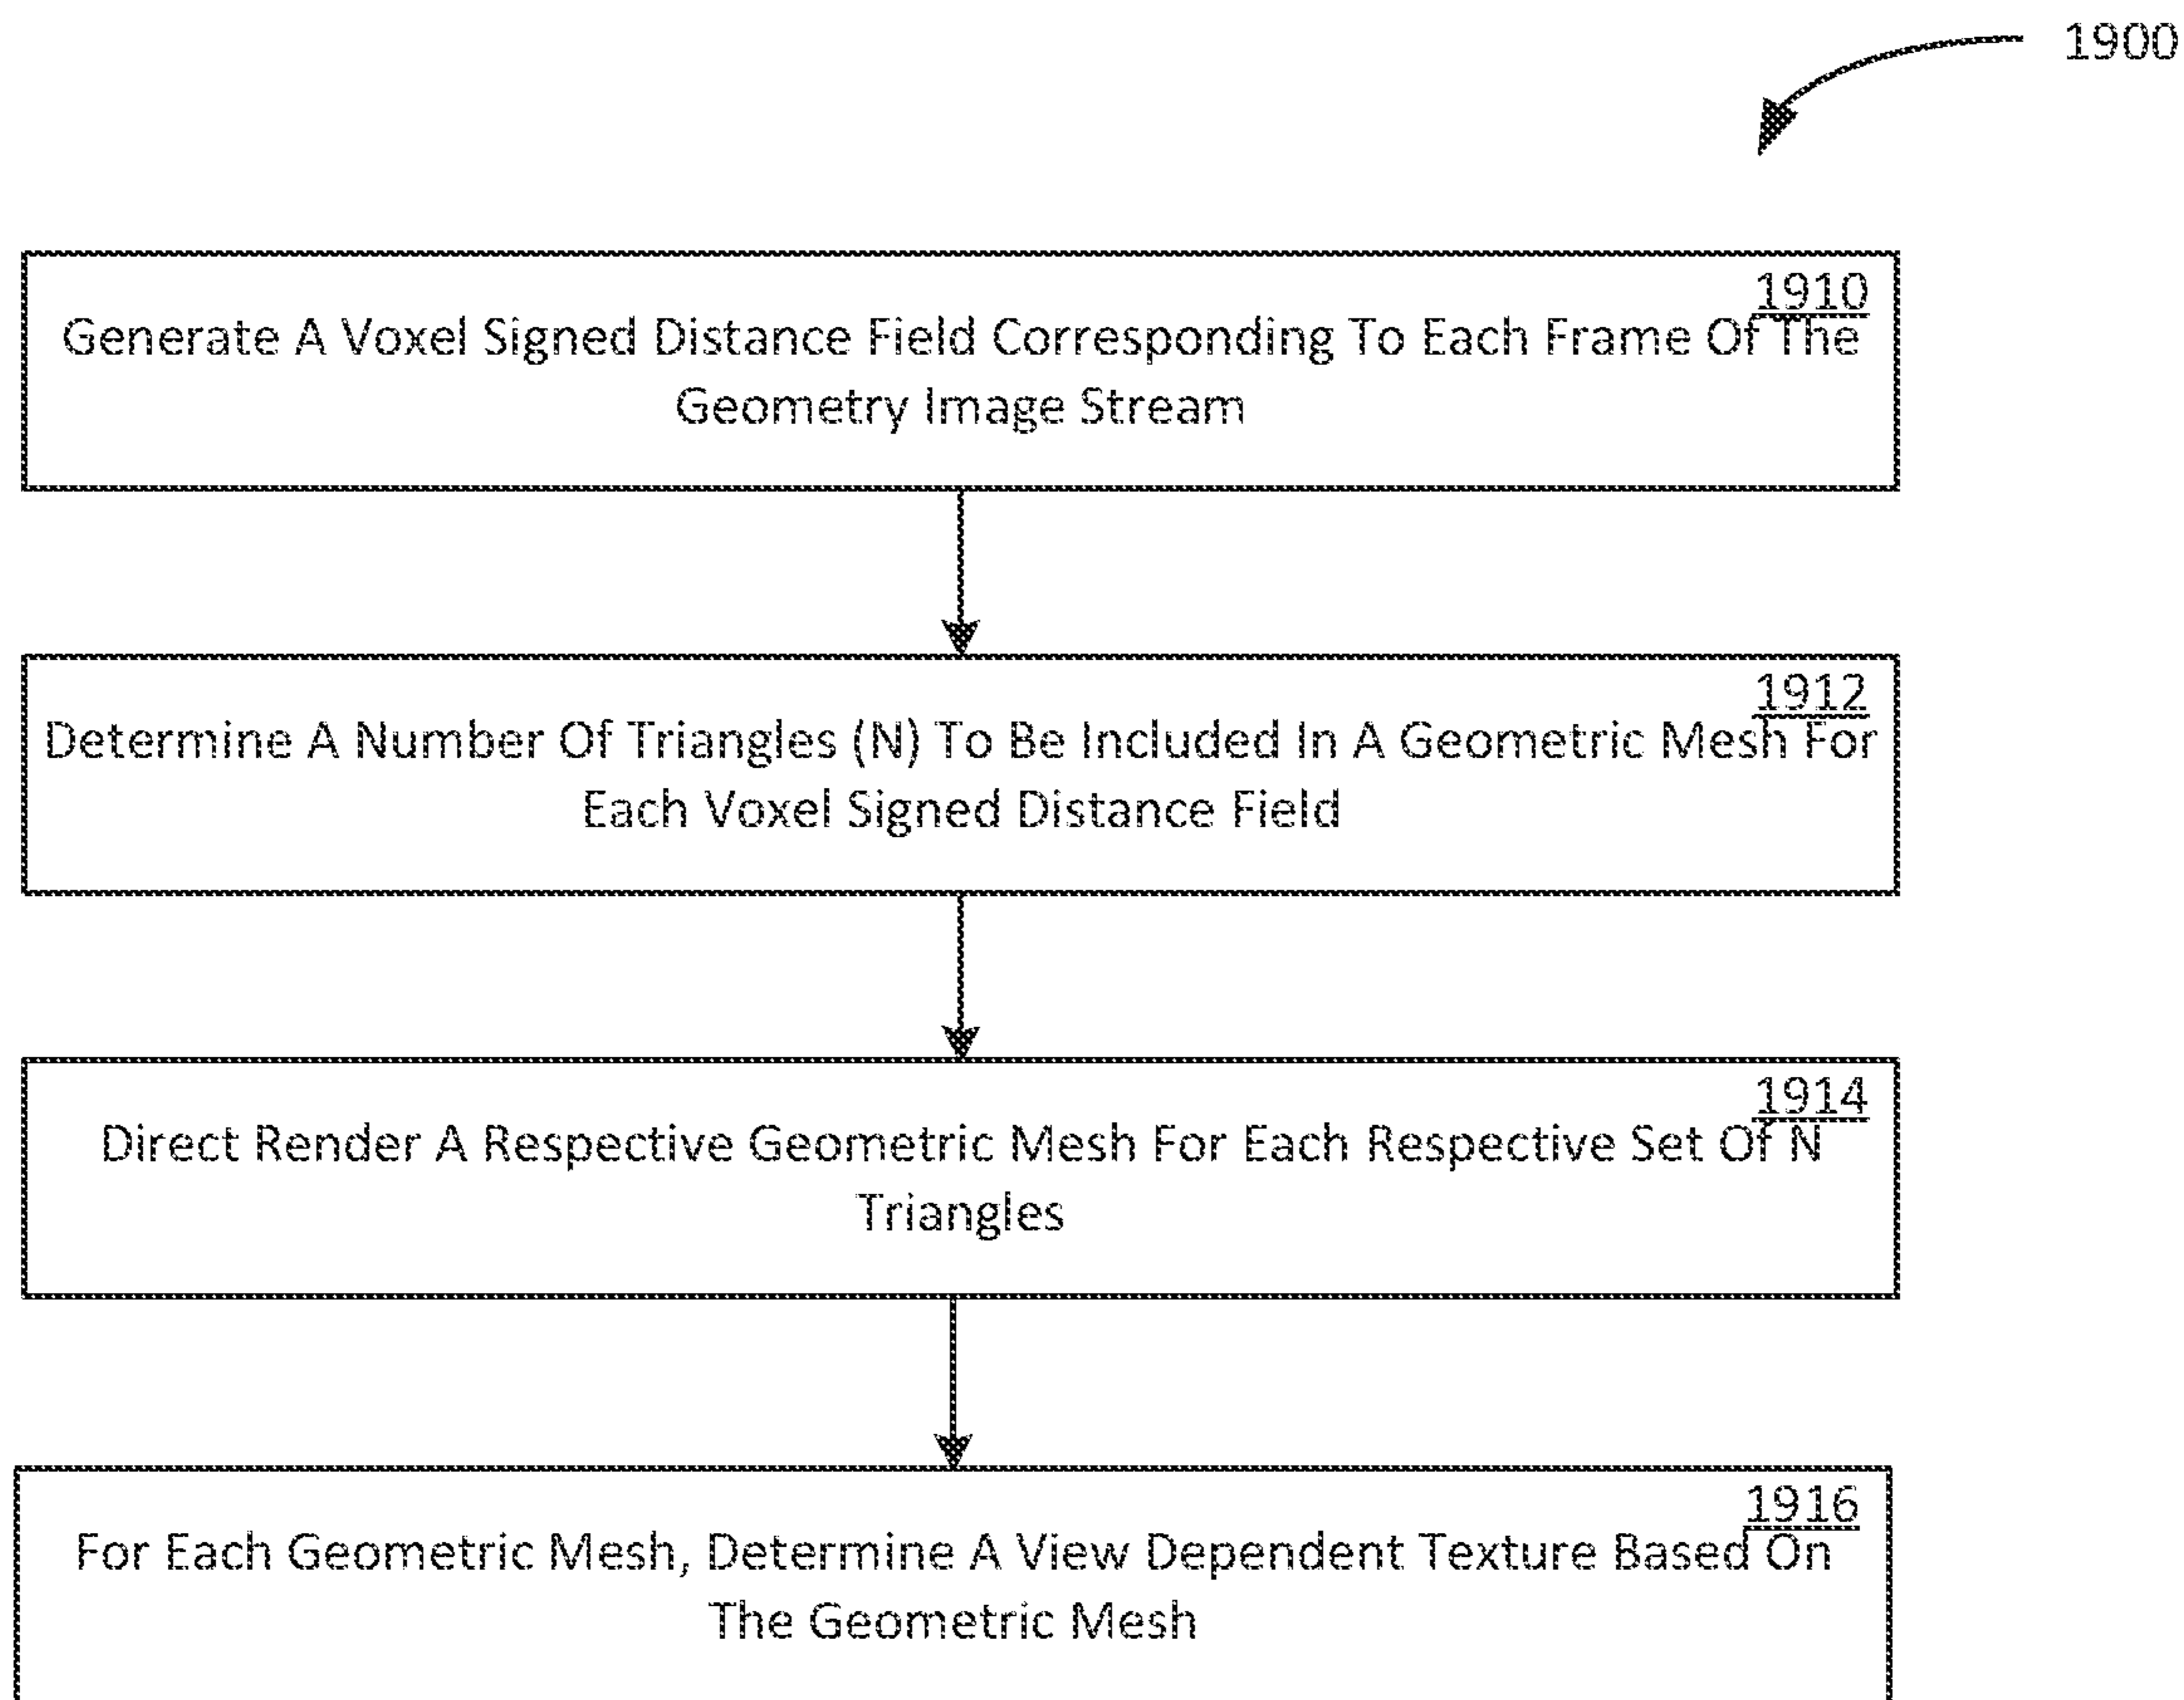 1900
1910
Generate A Voxel Signed Distance Field Corresponding To Each Frame Of The
Geometry Image Stream
1912
Determine A Number Of Triangles (N) To Be Included In A Geometric Mesh For
Each Voxel Signed Distance Field
1914
Direct Render A Respective Geometric Mesh For Each Respective Set Of N
Triangles
1916
For Each Geometric Mesh, Determine A View Dependent Texture Based On
The Geometric Mesh